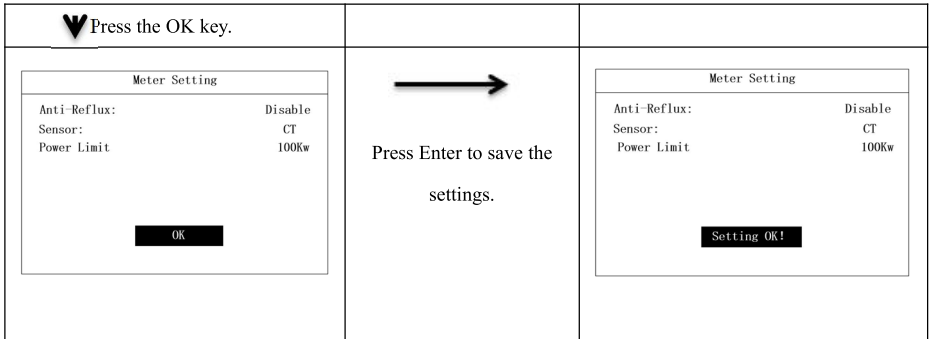 Press the OK key.
Meter Setting
Anti-Reflux: Disable
Sensor: CT
Power Limit 100Kw
OK
Press Enter to save the
settings.
Meter Setting
Anti-Reflux: Disable
Sensor: CT
Power Limit 100Kw
Setting OK!